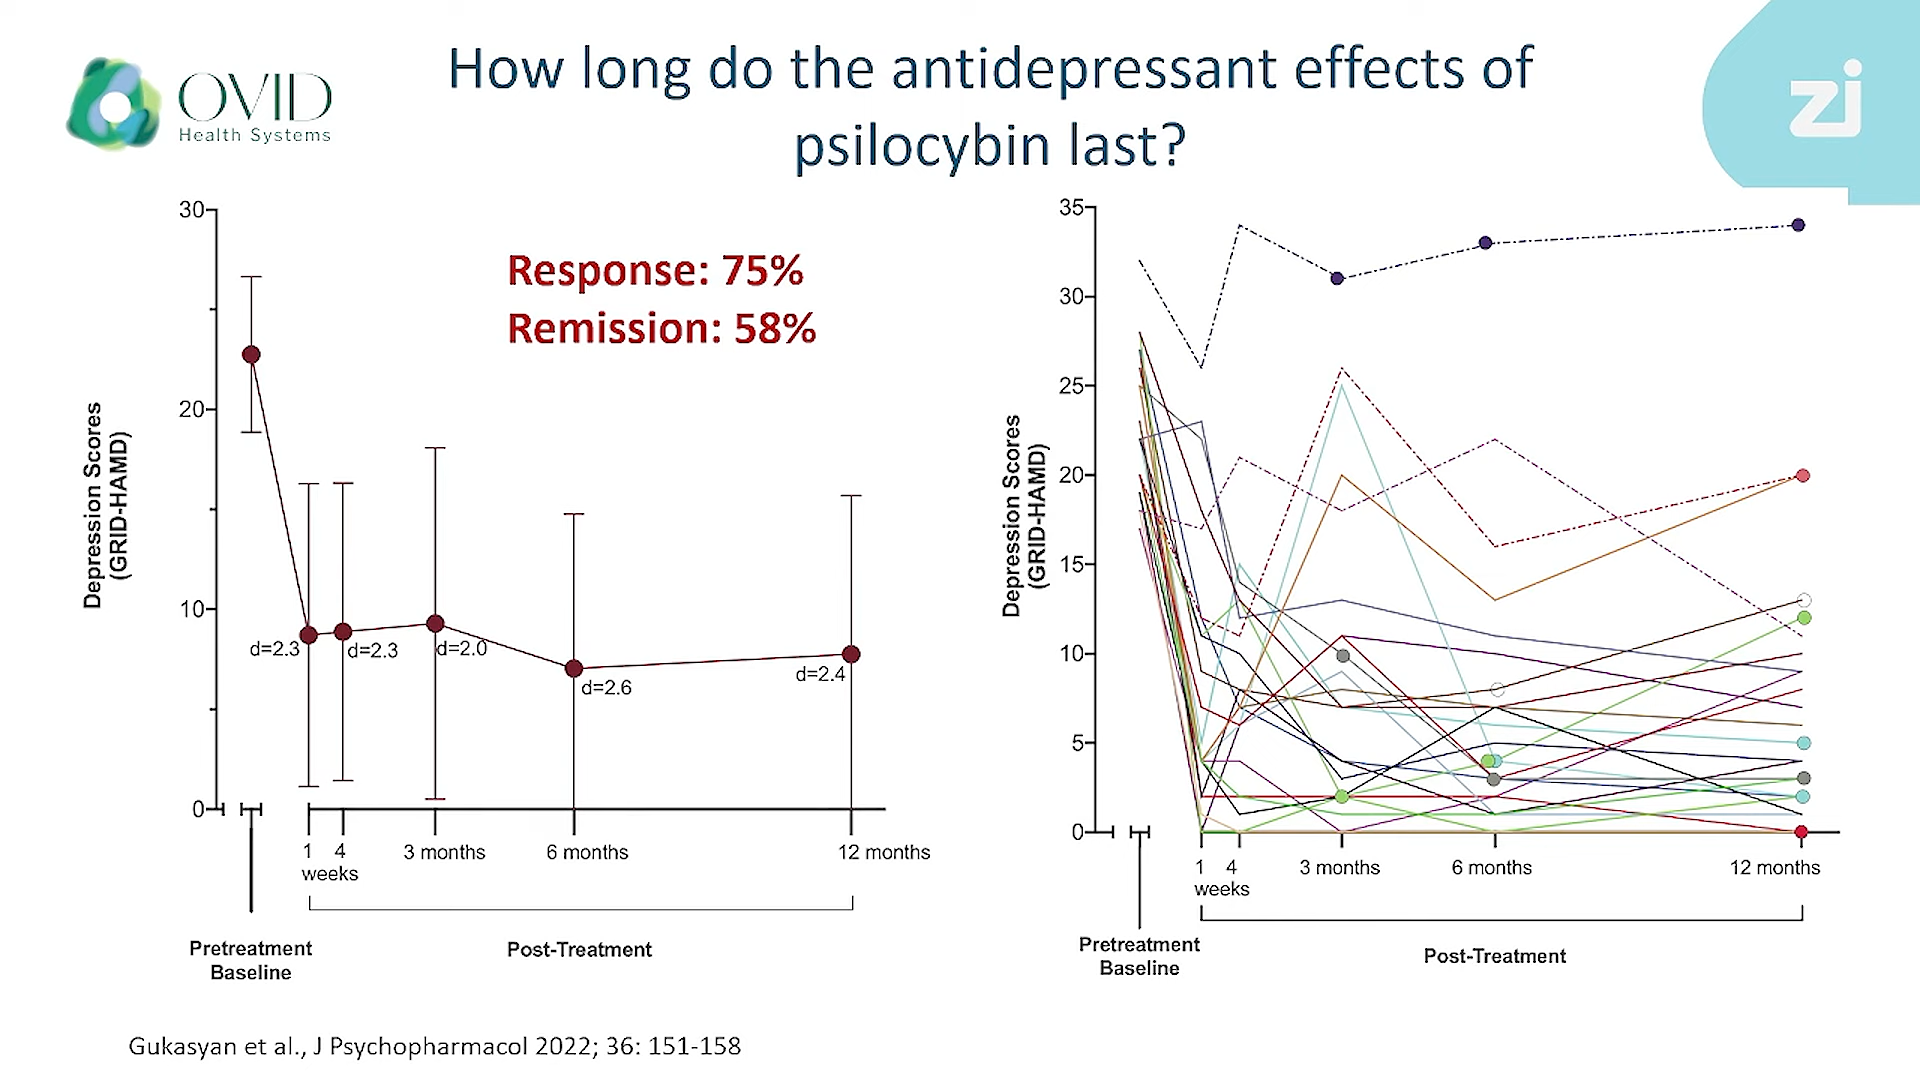 OVID
Health Systems
How long do the antidepressant effects of
psilocybin last?
zi
30
20
10
0
Depression Scores
(GRID-HAMD)
Response: 75%
Remission: 58%
d=2.3
d=2.3
d=2.0
d=2.6
d=2.4
1 4 3 months 6 months 12 months
weeks
Pretreatment
Baseline
Post-Treatment
35
30
25
20
15
10
5
0
Depression Scores
(GRID-HAMD)
1 4 3 months 6 months 12 months
weeks
Pretreatment
Baseline
Post-Treatment
Gukasyan et al., J Psychopharmacol 2022; 36: 151-158